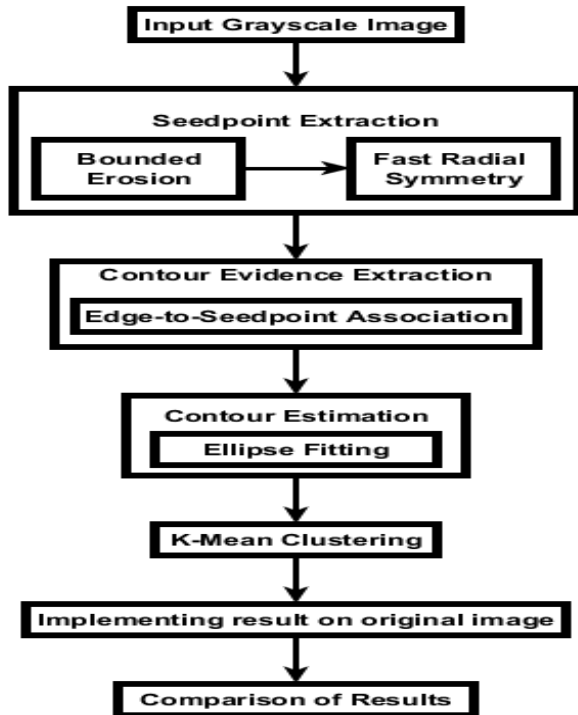 Input Grayscale Image
Seedpoint Extraction
Bounded
Erosion
Fast Radial
Symmetry
Contour Evidence Extraction
Edge-to-Seedpoint Association
Contour Estimation
Ellipse Fitting
K-Mean Clustering
Implementing result on original image
Comparison of Results